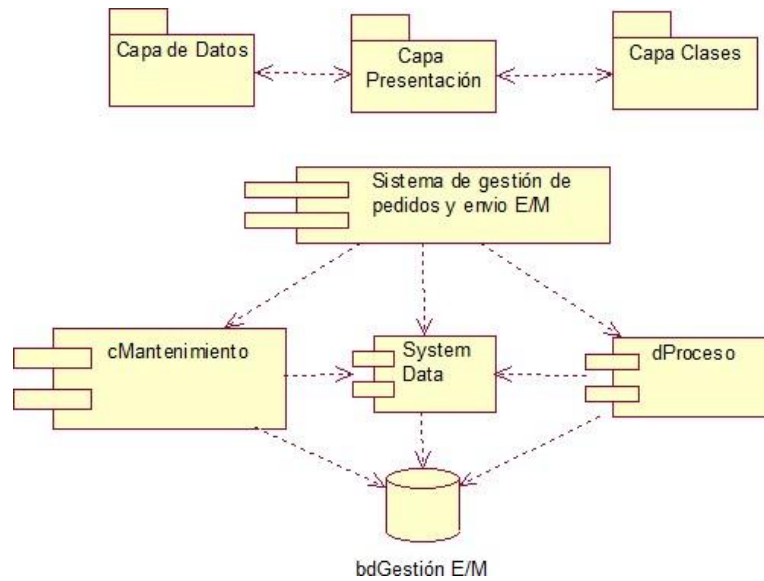 Capa de Datos
Capa
Presentación
Capa Clases
Sistema de gestión de
pedidos y envio E/M
cMantenimiento
System
Data
dProceso
bdGestión E/M